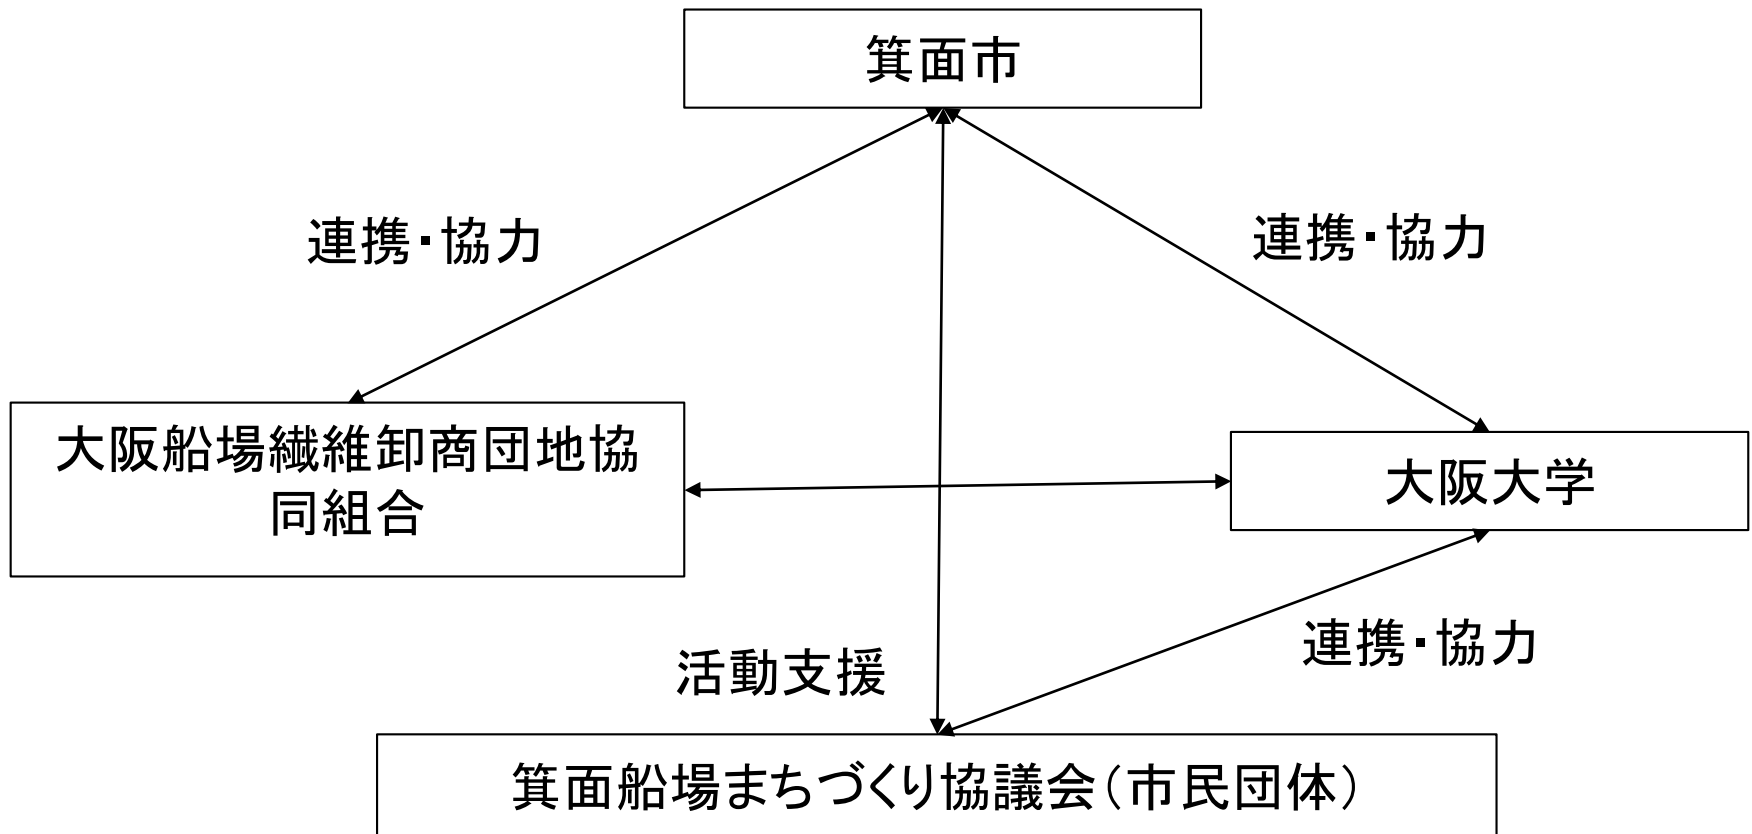 箕面市
連携・協力
連携・協力
大阪船場繊維卸商団地協
同組合
大阪大学
連携・協力
活動支援
箕面船場まちづくり協議会(市民団体)